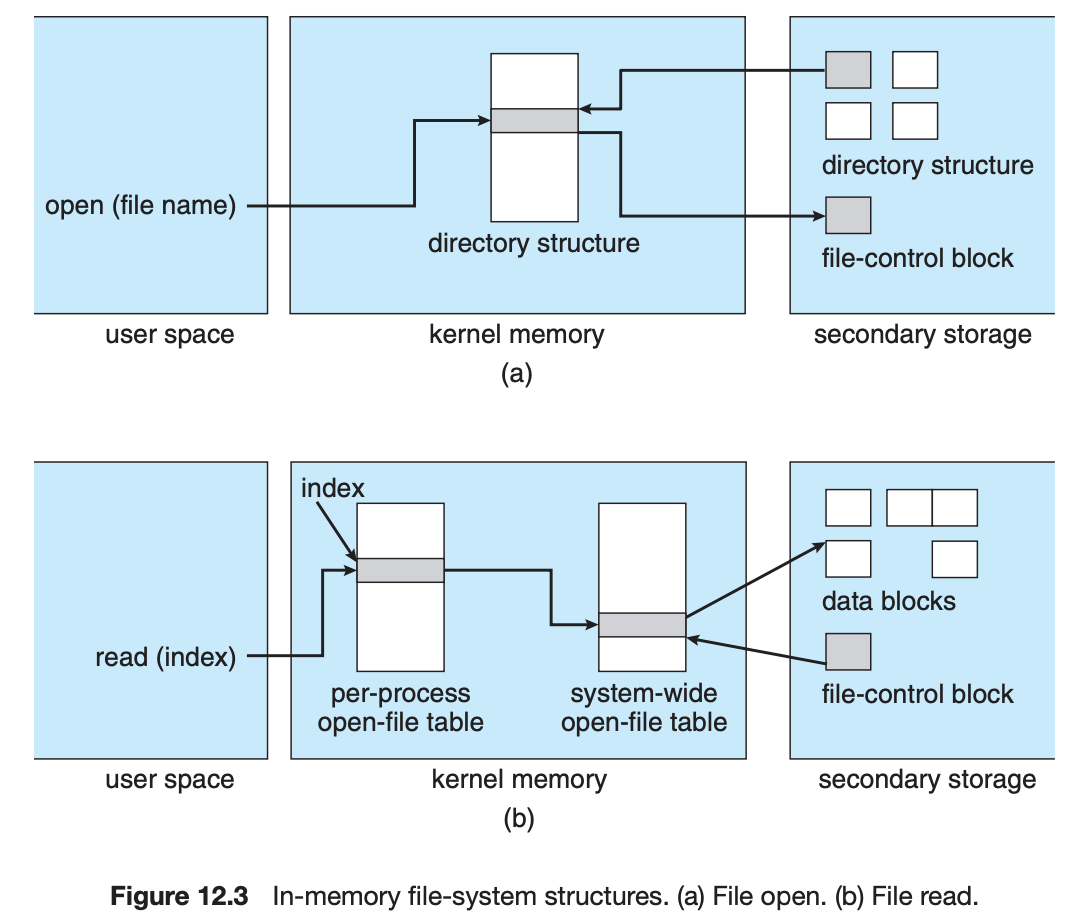 open (file name)
directory structure
directory structure
file-control block
user space
kernel memory
secondary storage
(a)
index
read (index)
per-process
open-file table
system-wide
open-file table
data blocks
file-control block
user space
kernel memory
secondary storage
(b)
Figure 12.3 In-memory file-system structures. (a) File open. (b) File read.